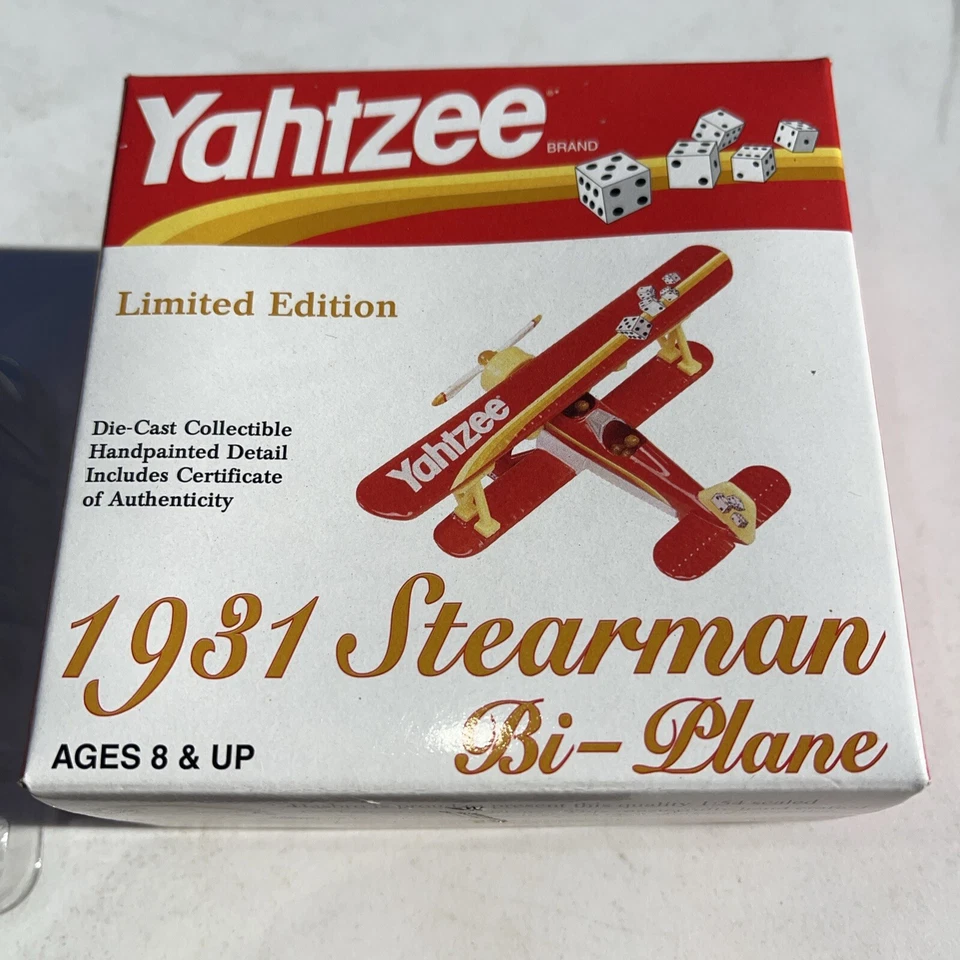 Yahtzee
BRAND
Limited Edition
Yahtzee
Die-Cast Collectible
Handpainted Detail
Includes Certificate
of Authenticity
1931 Stearman
Bi-Plane
AGES 8 & UP